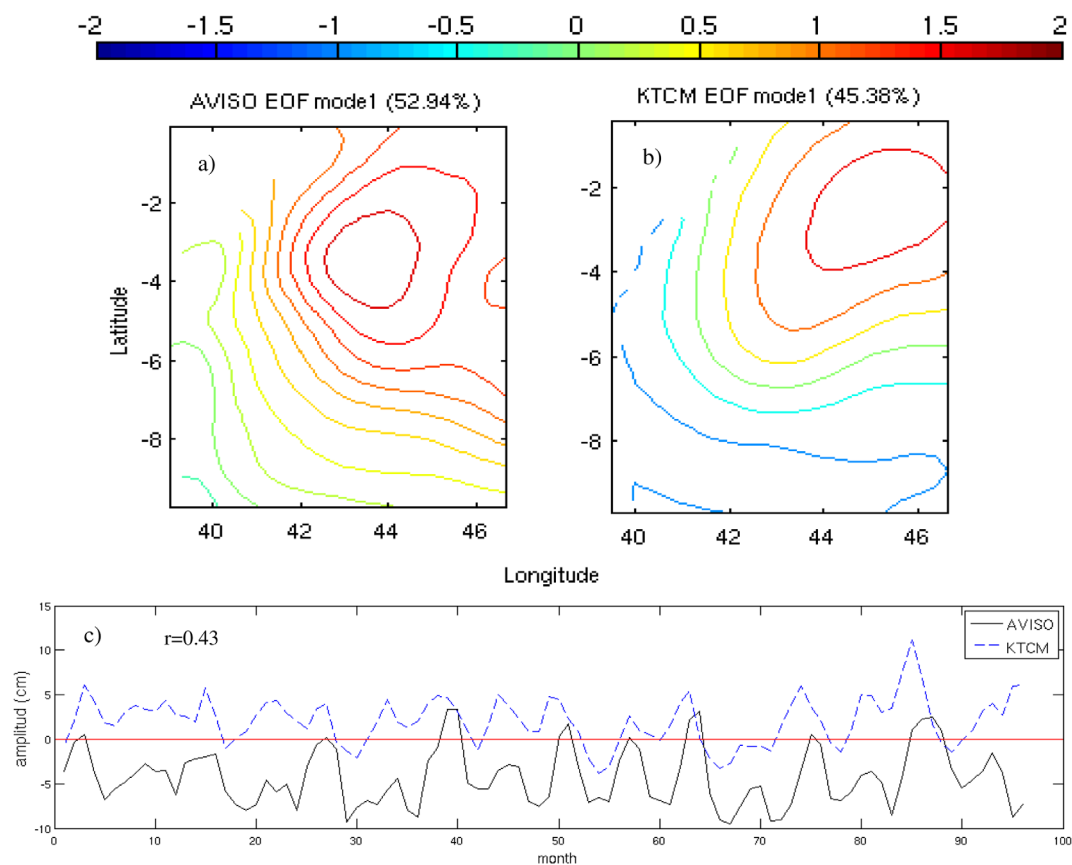 -2 -1.5 -1 -0.5 0 0.5 1 1.5 2
AVISO EOF mode1 (52.94%)
KTCM EOF mode1 (45.38%)
a)
b)
Latitude
-2
-4
-6
-8
40 42 44 46
-2
-4
-6
-8
40 42 44 46
Longitude
c)
r=0.43
AVISO
KTCM
amplitud (cm)
15
10
5
0
-5
-10
0 10 20 30 40 50 60 70 80 90 100
month